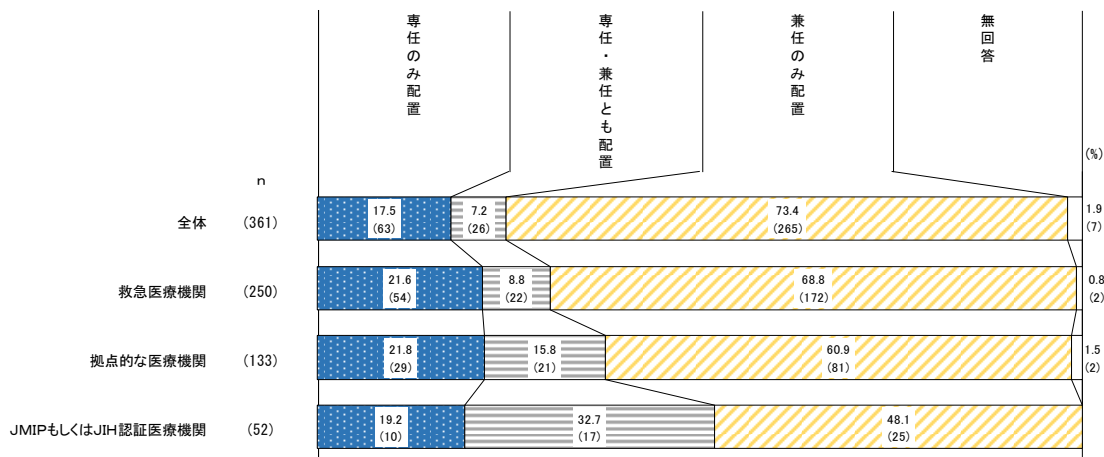 専任のみ配置
専任・兼任とも配置
兼任のみ配置
無回答
(%)
n
全体 (361) 17.5 7.2 73.4 1.9
(63) (26) (265) (7)
救急医療機関 (250) 21.6 8.8 68.8 0.8
(54) (22) (172) (2)
拠点的な医療機関 (133) 21.8 15.8 60.9 1.5
(29) (21) (81) (2)
JMIPもしくはJIH認証医療機関 (52) 19.2 32.7 48.1
(10) (17) (25)